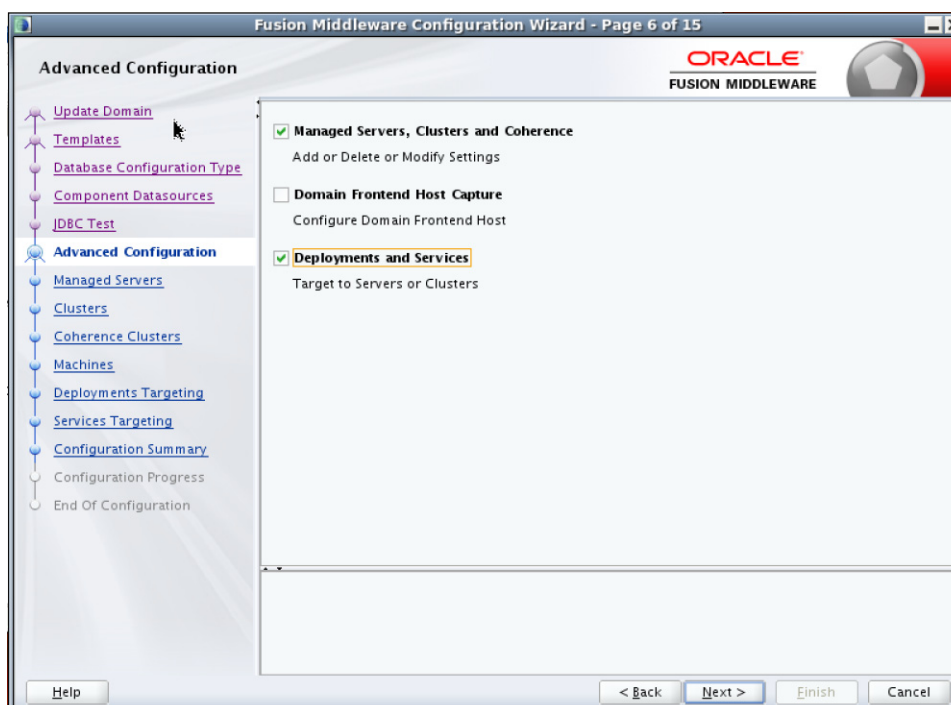 Fusion Middleware Configuration Wizard - Page 6 of 15
Advanced Configuration
ORACLE
FUSION MIDDLEWARE
Update Domain
Templates
Database Configuration Type
Component Datasources
JDBC Test
Advanced Configuration
Managed Servers
Clusters
Coherence Clusters
Machines
Deployments Targeting
Services Targeting
Configuration Summary
Configuration Progress
End Of Configuration
Managed Servers, Clusters and Coherence
Add or Delete or Modify Settings
Domain Frontend Host Capture
Configure Domain Frontend Host
Deployments and Services
Target to Servers or Clusters
Help
< Back
Next >
Finish
Cancel